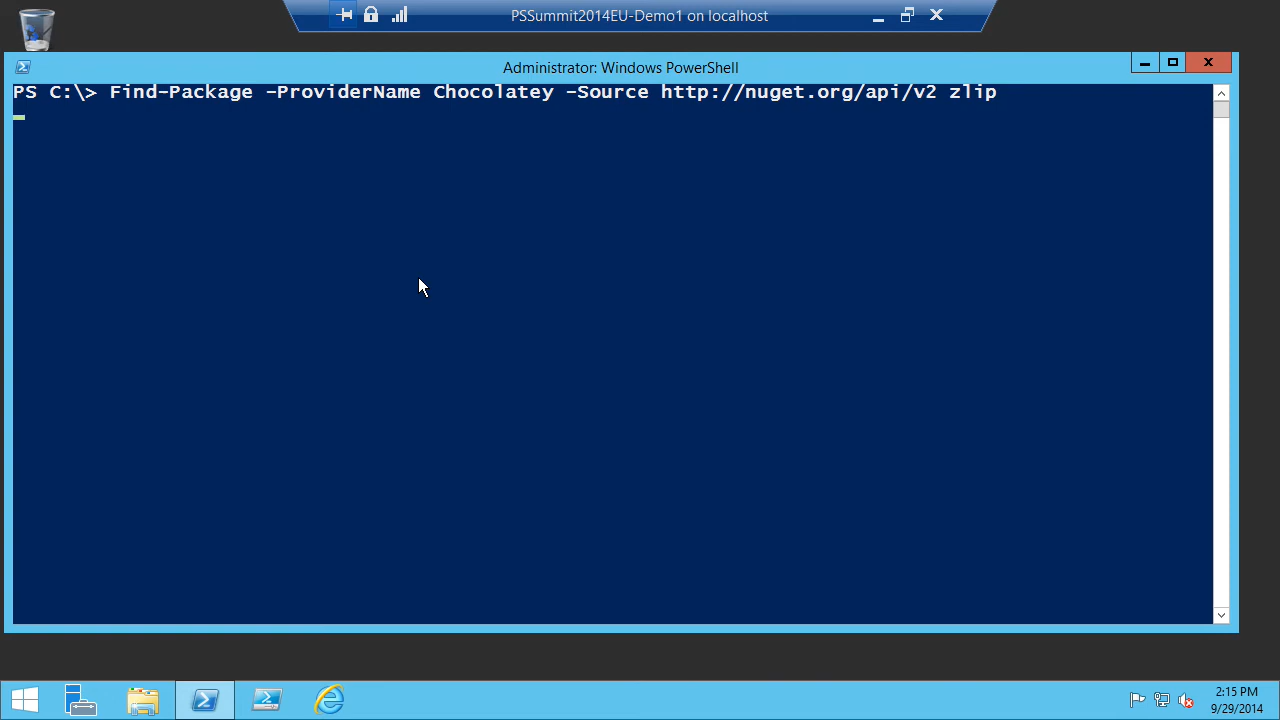 PSSummit2014EU-Demo1 on localhost
Administrator: Windows PowerShell
PS C:\> Find-Package -ProviderName Chocolatey -Source http://nuget.org/api/v2 zlip
2:15 PM
9/29/2014